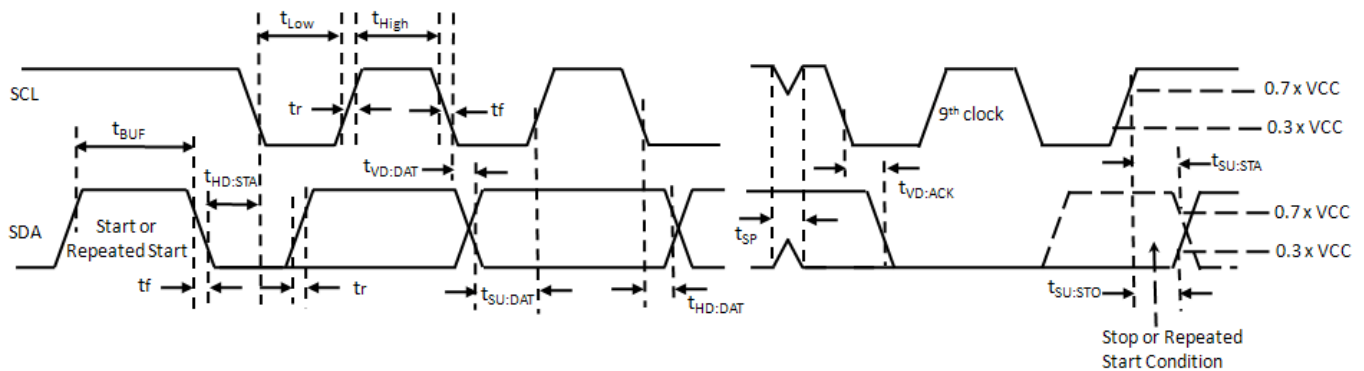 tLow
tHigh
SCL
tr
tf
9th clock
0.7 x VCC
0.3 x VCC
tBUF
tHD:STA
tVD:DAT
tVD:ACK
tSU:STA
SDA
Start or
Repeated Start
tSP
0.7 x VCC
0.3 x VCC
tf
tr
tSU:DAT
tHD:DAT
tSU:STO
Stop or Repeated
Start Condition